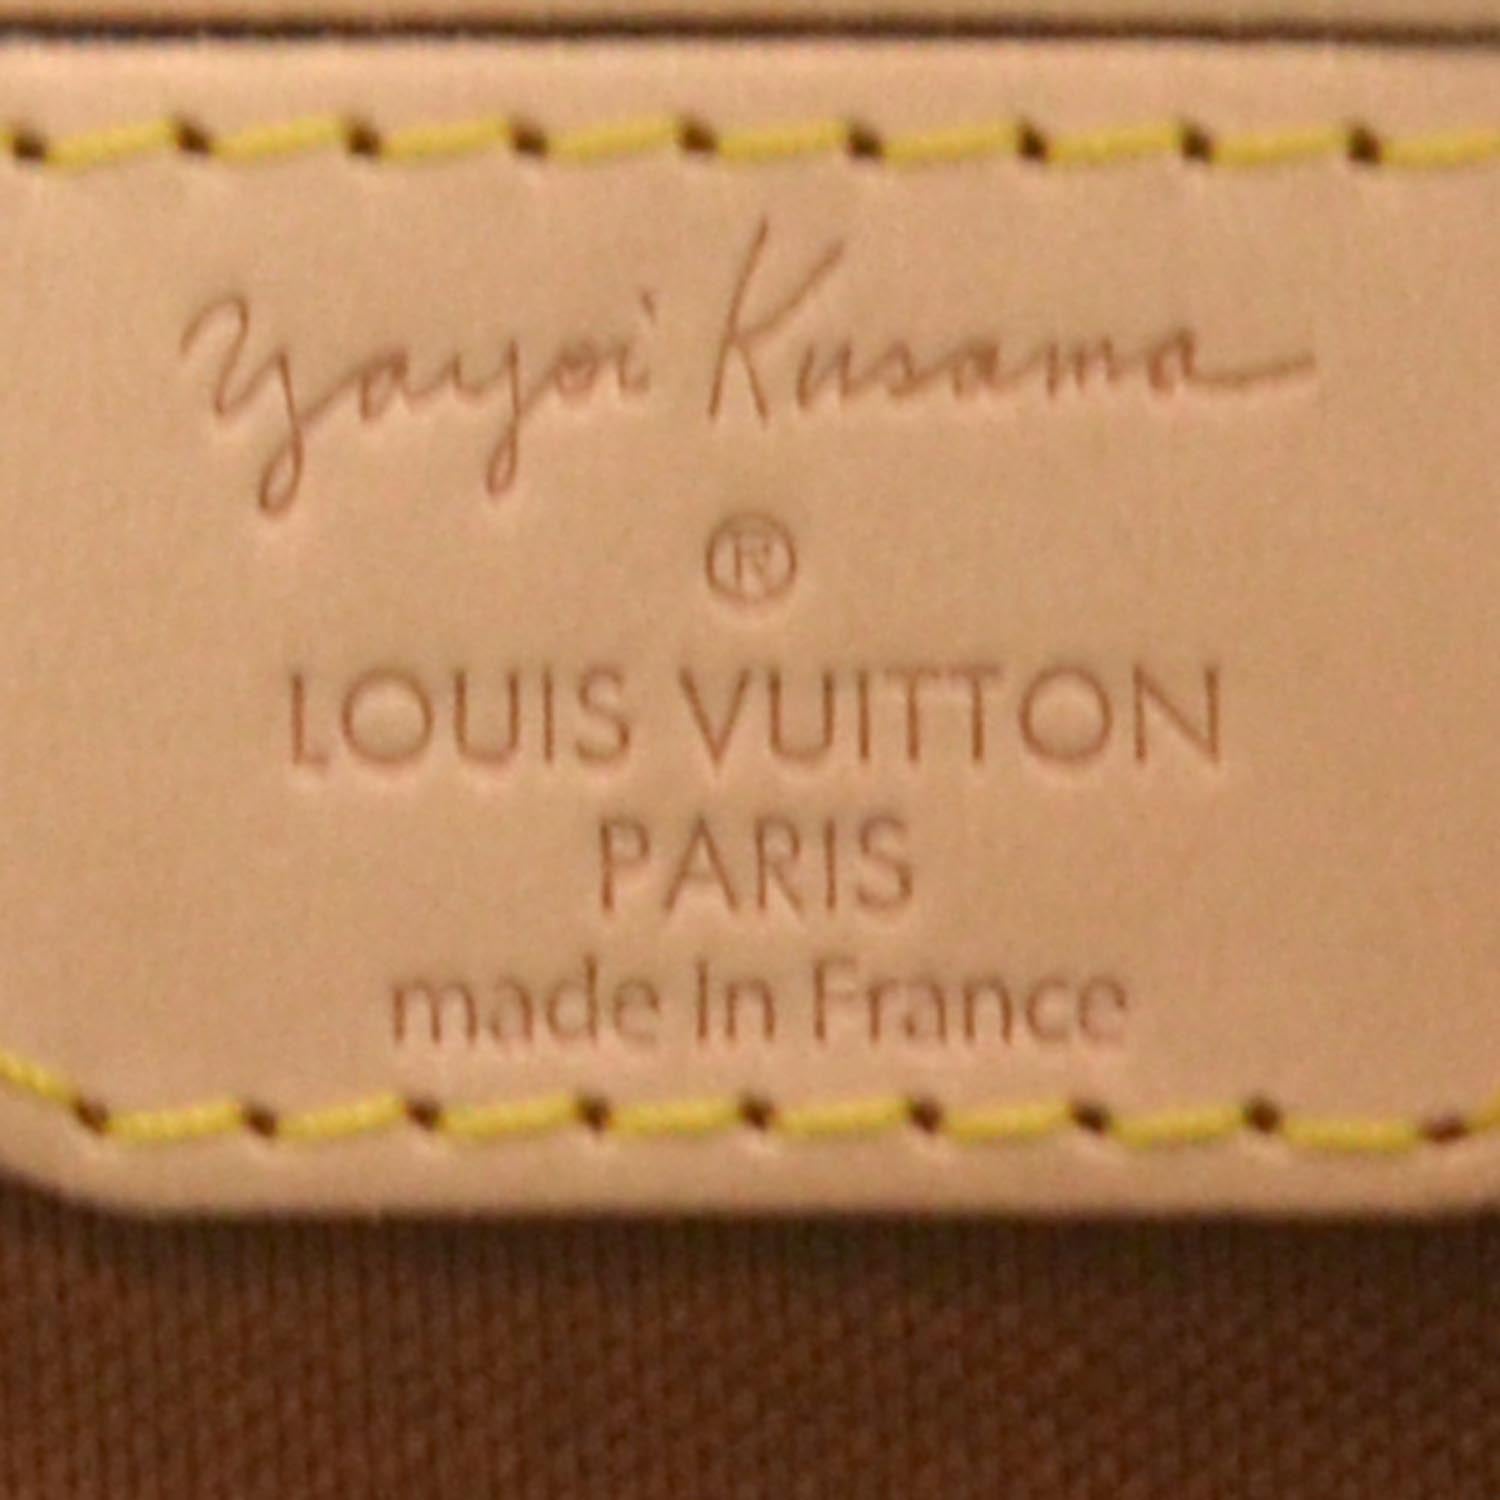 Yayoi Kusama
®
LOUIS VUITTON
PARIS
made in France